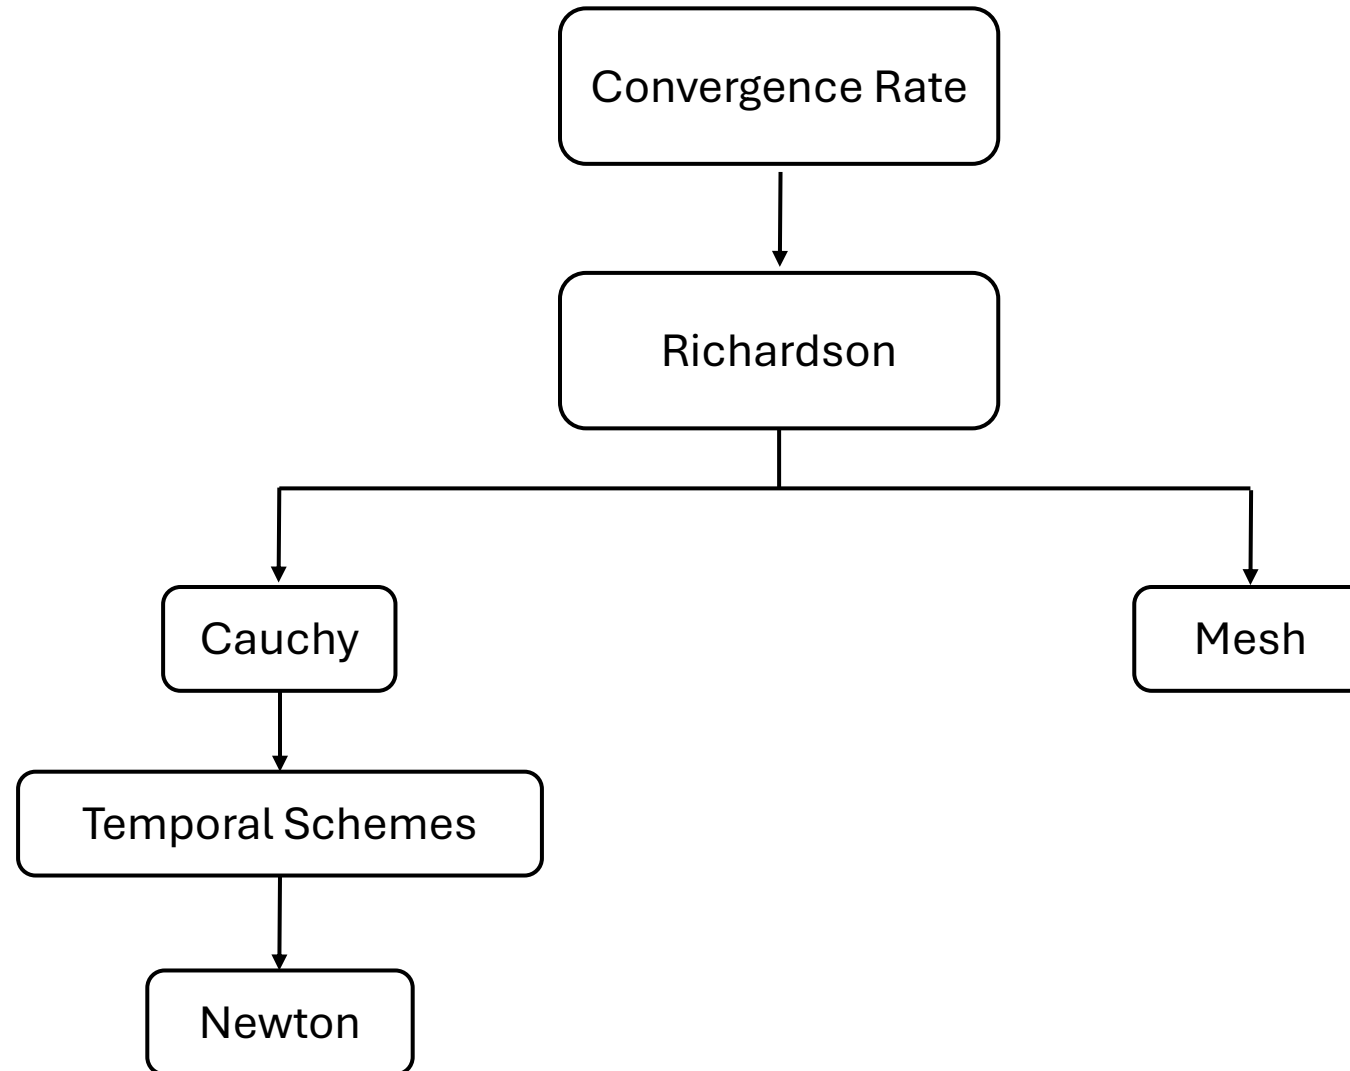 Convergence Rate
Richardson
Cauchy
Mesh
Temporal Schemes
Newton